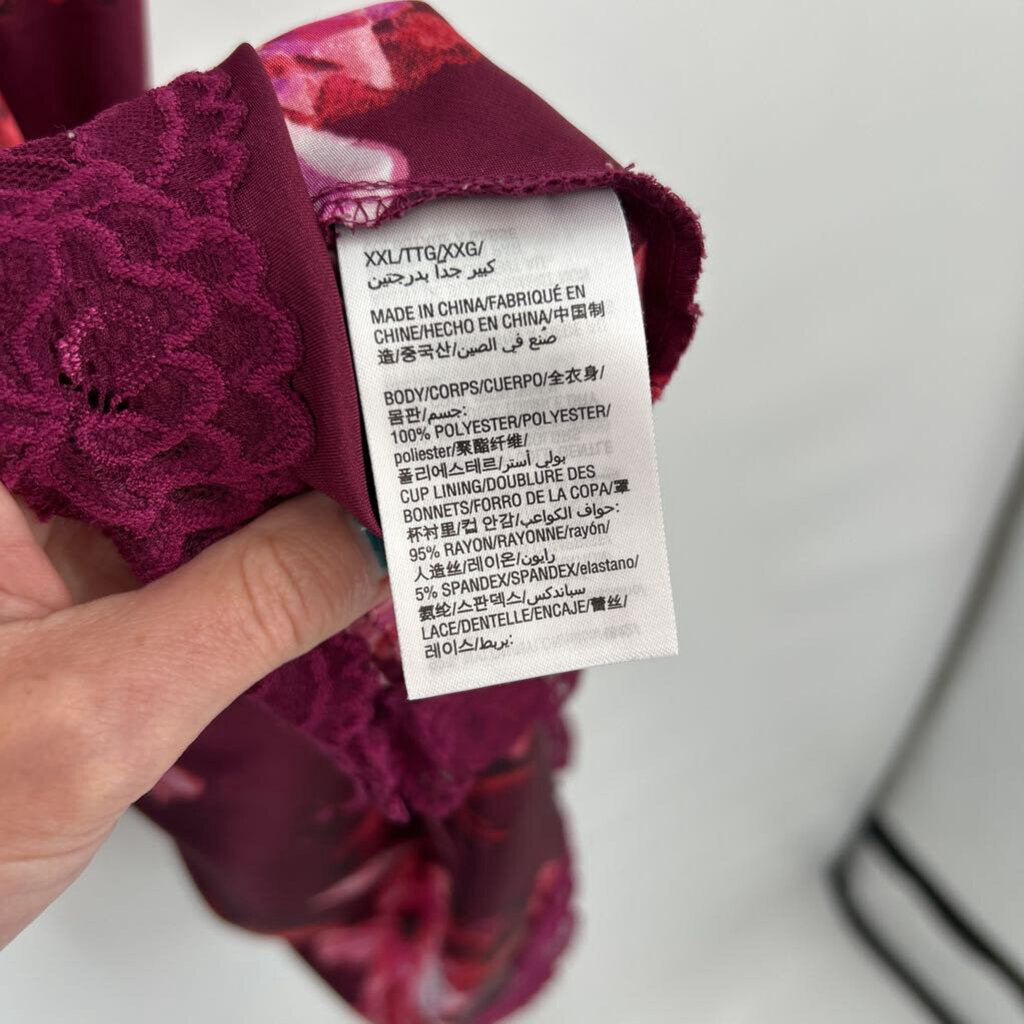 XXL/TTG/XXG/
كبير جداً بدرجتين
MADE IN CHINA/FABRIQUÉ EN
CHINE/HECHO EN CHINA/中国制
造/중국산/صُنع في الصين
BODY/CORPS/CUERPO/全衣身/
몸판/جسم:
100% POLYESTER/POLYESTER/
poliester/聚酯纤维/
폴리에스테르/بولي أستر
CUP LINING/DOUBLURE DES
BONNETS/FORRO DE LA COPA/罩
杯衬里/컵 안감/حواف الكواعب:
95% RAYON/RAYONNE/rayón/
人造丝/레이온/رايون
5% SPANDEX/SPANDEX/elastano/
氨纶/스판덱스/سباندكس
LACE/DENTELLE/ENCAJE/蕾丝/
레이스/بريط: